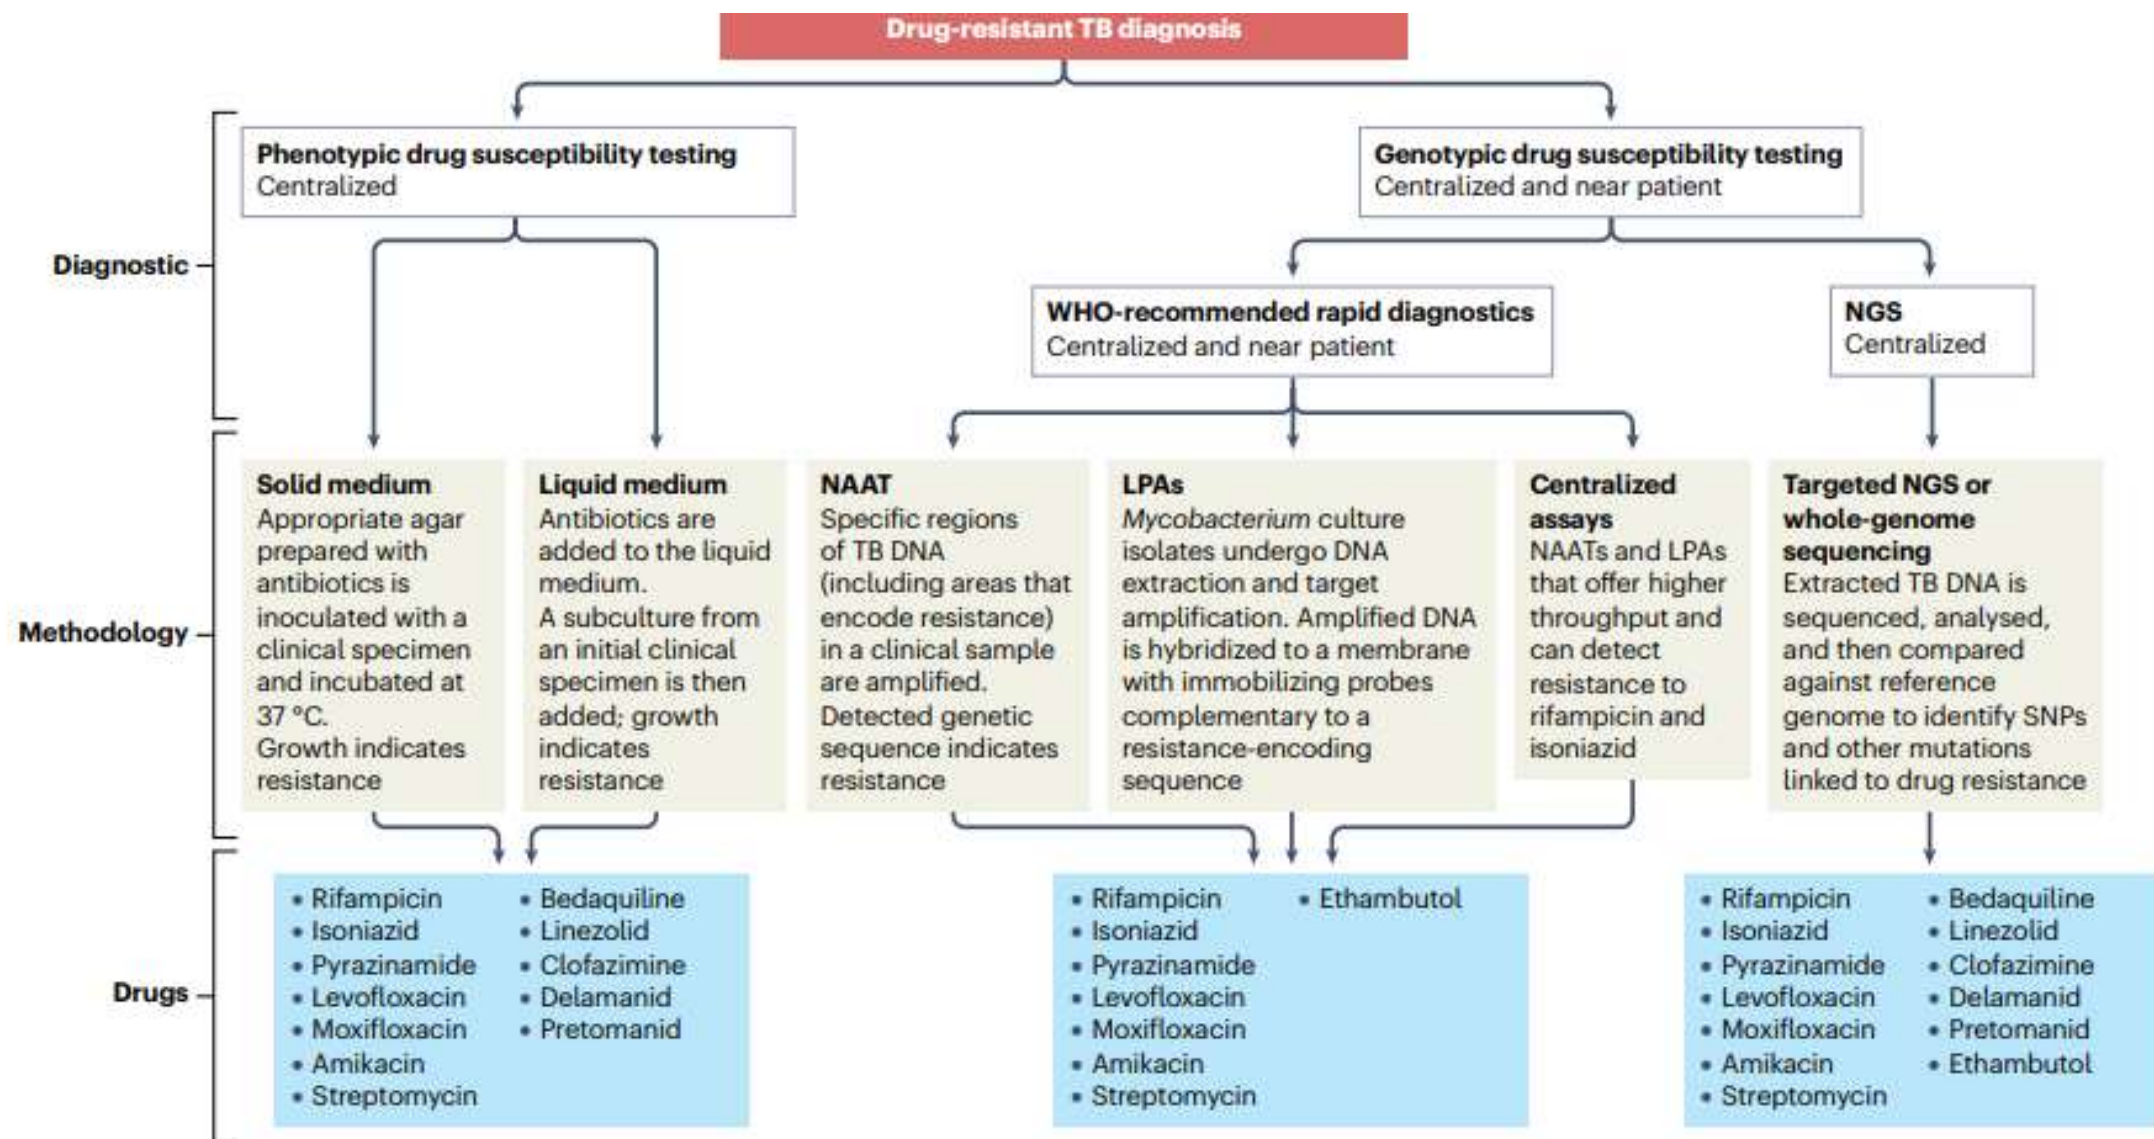 Drug-resistant TB diagnosis
Diagnostic
Phenotypic drug susceptibility testing
Centralized
Genotypic drug susceptibility testing
Centralized and near patient
WHO-recommended rapid diagnostics
Centralized and near patient
NGS
Centralized
Methodology
Solid medium
Appropriate agar
prepared with
antibiotics is
inoculated with a
clinical specimen
and incubated at
37 °C.
Growth indicates
resistance
Liquid medium
Antibiotics are
added to the liquid
medium.
A subculture from
an initial clinical
specimen is then
added; growth
indicates
resistance
NAAT
Specific regions
of TB DNA
(including areas that
encode resistance)
in a clinical sample
are amplified.
Detected genetic
sequence indicates
resistance
LPAs
Mycobacterium culture
isolates undergo DNA
extraction and target
amplification. Amplified DNA
is hybridized to a membrane
with immobilizing probes
complementary to a
resistance-encoding
sequence
Centralized
assays
NAATs and LPAs
that offer higher
throughput and
can detect
resistance to
rifampicin and
isoniazid
Targeted NGS or
whole-genome
sequencing
Extracted TB DNA is
sequenced, analysed,
and then compared
against reference
genome to identify SNPs
and other mutations
linked to drug resistance
Drugs
• Rifampicin
• Isoniazid
• Pyrazinamide
• Levofloxacin
• Moxifloxacin
• Amikacin
• Streptomycin
• Bedaquiline
• Linezolid
• Clofazimine
• Delamanid
• Pretomanid
• Rifampicin
• Isoniazid
• Pyrazinamide
• Levofloxacin
• Moxifloxacin
• Amikacin
• Streptomycin
• Ethambutol
• Rifampicin
• Isoniazid
• Pyrazinamide
• Levofloxacin
• Moxifloxacin
• Amikacin
• Streptomycin
• Bedaquiline
• Linezolid
• Clofazimine
• Delamanid
• Pretomanid
• Ethambutol